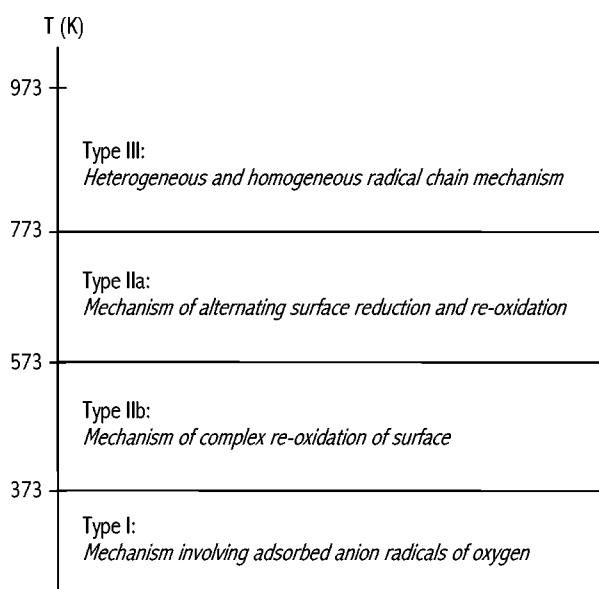 T (K)
973
Type III:
Heterogeneous and homogeneous radical chain mechanism
773
Type IIa:
Mechanism of alternating surface reduction and re-oxidation
573
Type IIb:
Mechanism of complex re-oxidation of surface
373
Type I:
Mechanism involving adsorbed anion radicals of oxygen